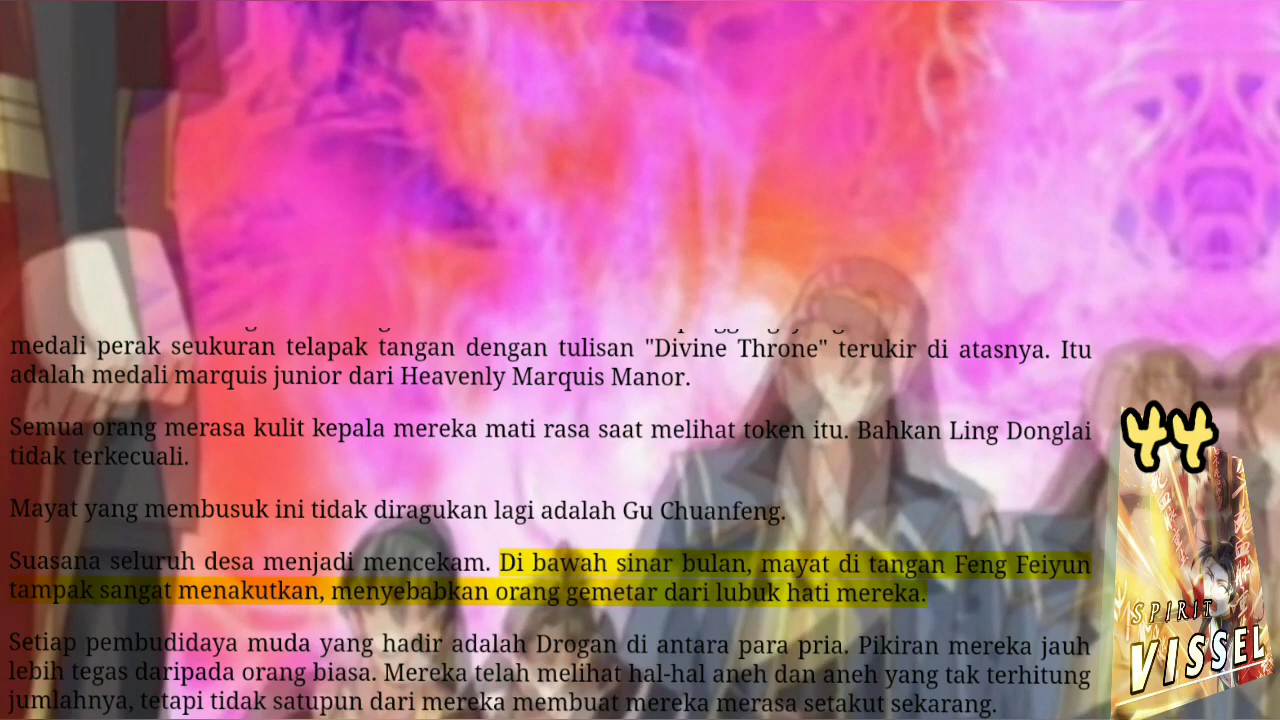 medali perak seukuran telapak tangan dengan tulisan "Divine Throne" terukir di atasnya. Itu
adalah medali marquis junior dari Heavenly Marquis Manor.
Semua orang merasa kulit kepala mereka mati rasa saat melihat token itu. Bahkan Ling Donglai
tidak terkecuali.
Mayat yang membusuk ini tidak diragukan lagi adalah Gu Chuanfeng.
Suasana seluruh desa menjadi mencekam. Di bawah sinar bulan, mayat di tangan Feng Feiyun
tampak sangat menakutkan, menyebabkan orang gemetar dari lubuk hati mereka.
Setiap pembudidaya muda yang hadir adalah Drogan di antara para pria. Pikiran mereka jauh
lebih tegas daripada orang biasa. Mereka telah melihat hal-hal aneh dan aneh yang tak terhitung
jumlahnya, tetapi tidak satupun dari mereka membuat mereka merasa setakut sekarang.
44
SPIRIT
VISSEL